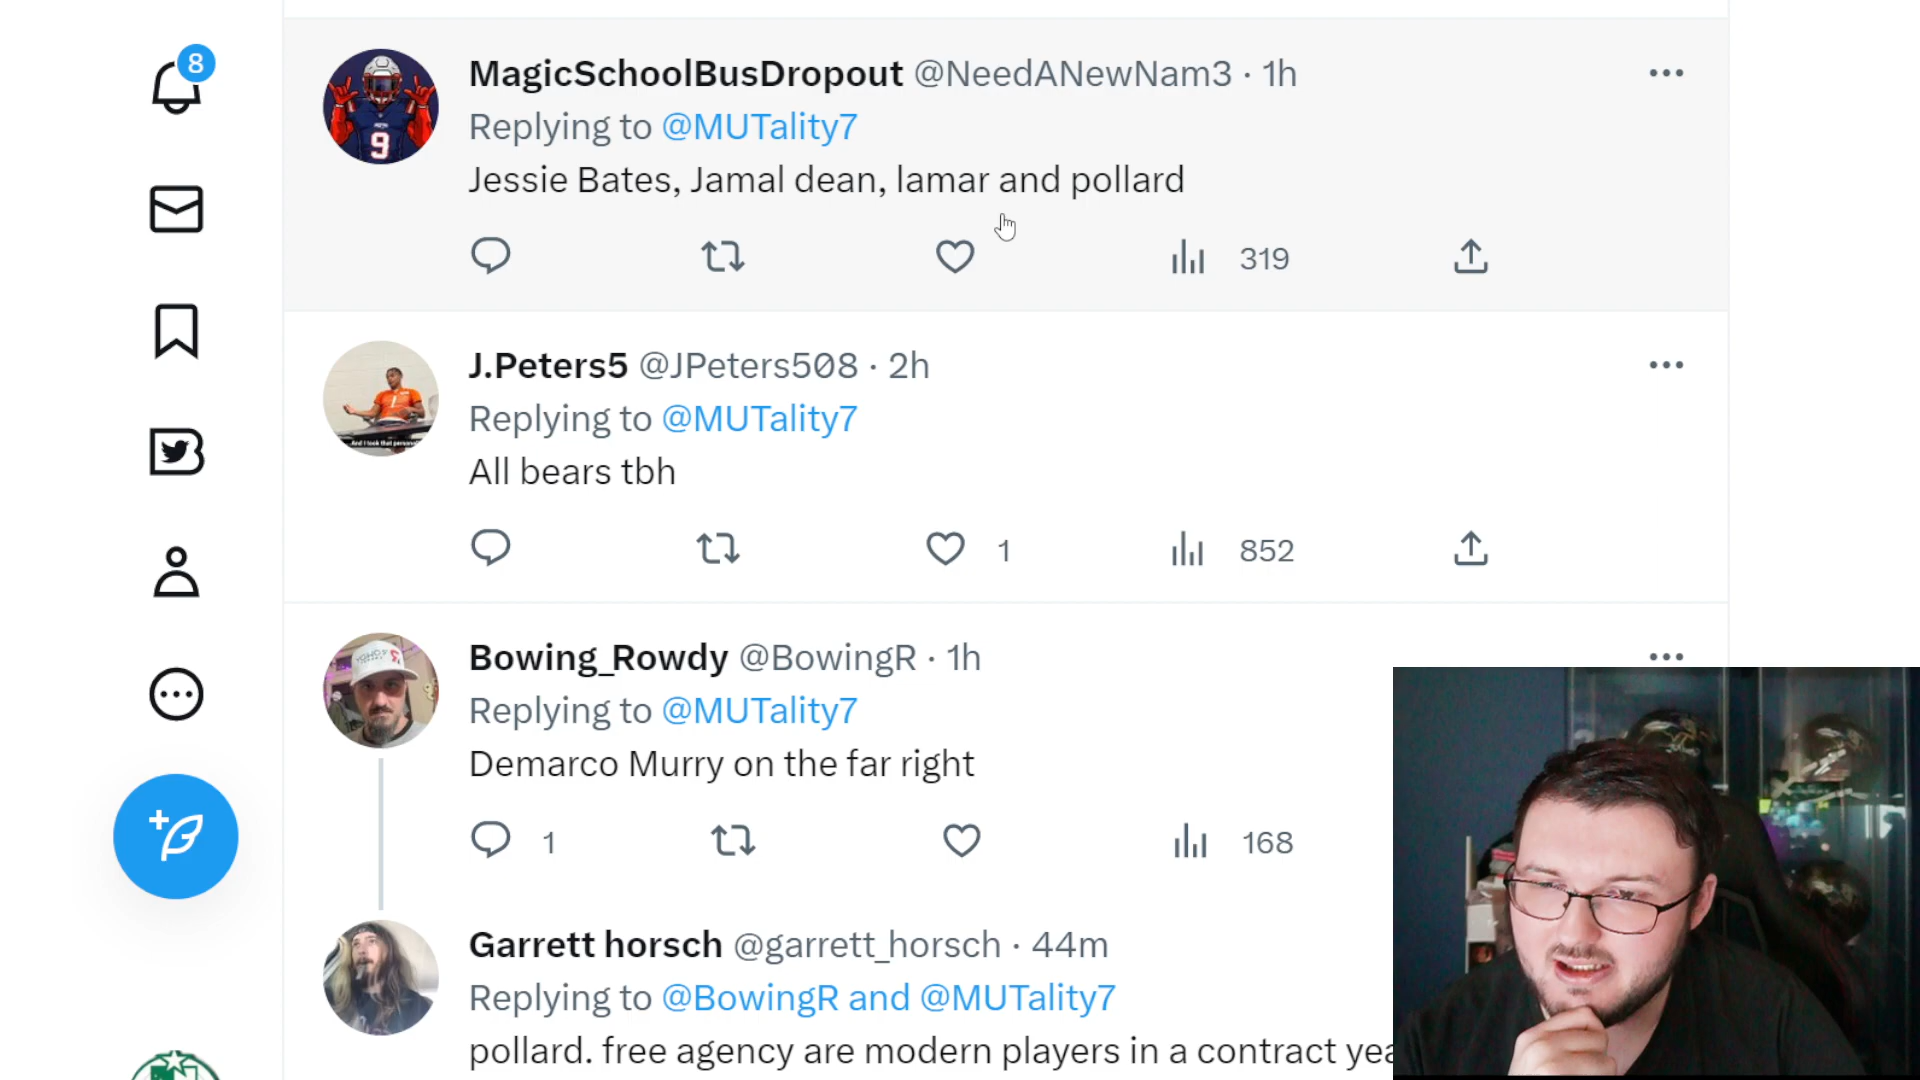 8
MagicSchoolBusDropout @NeedANewNam3 · 1h
Replying to @MUTality7
Jessie Bates, Jamal dean, lamar and pollard
319
J.Peters5 @JPeters508 · 2h
Replying to @MUTality7
All bears tbh
1 852
9
Bowing_Rowdy @BowingR · 1h
Replying to @MUTality7
Demarco Murry on the far right
1 168
Garrett horsch @garrett_horsch · 44m
Replying to @BowingR and @MUTality7
pollard. free agency are modern players in a contract